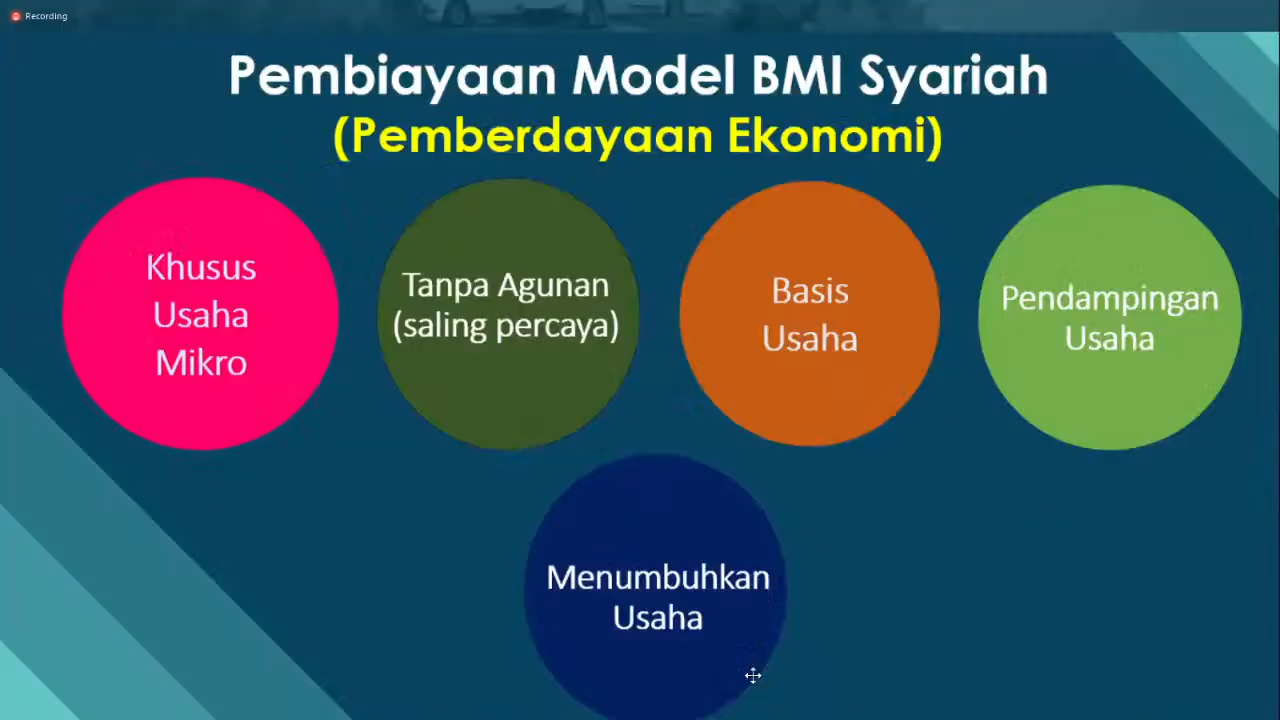 Recording
Pembiayaan Model BMI Syariah
(Pemberdayaan Ekonomi)
Khusus
Usaha
Mikro
Tanpa Agunan
(saling percaya)
Basis
Usaha
Pendampingan
Usaha
Menumbuhkan
Usaha